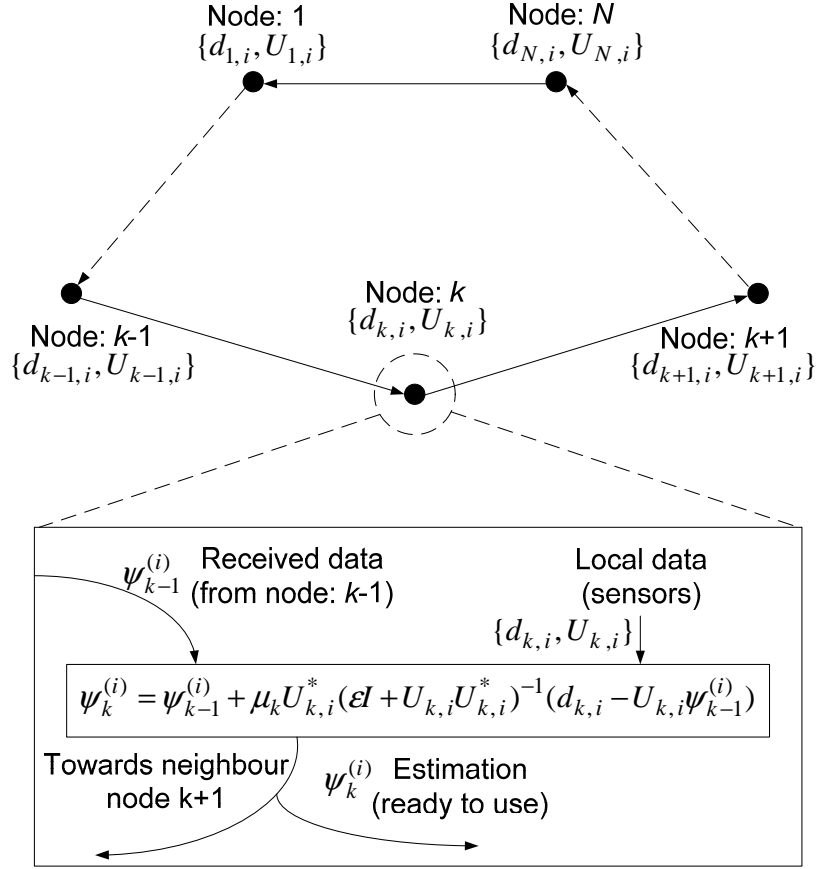 Node: 1
{d_{1,i}, U_{1,i}}
Node: N
{d_{N,i}, U_{N,i}}
Node: k
{d_{k,i}, U_{k,i}}
Node: k-1
{d_{k−1,i}, U_{k−1,i}}
Node: k+1
{d_{k+1,i}, U_{k+1,i}}
ψ_{k−1}^{(i)}
Received data
(from node: k-1)
Local data
(sensors)
{d_{k,i}, U_{k,i}}
ψ_k^{(i)} = ψ_{k−1}^{(i)} + μ_k U_{k,i}^* (εI + U_{k,i} U_{k,i}^*)^{−1} (d_{k,i} − U_{k,i} ψ_{k−1}^{(i)})
Towards neighbour
node k+1
ψ_k^{(i)}
Estimation
(ready to use)